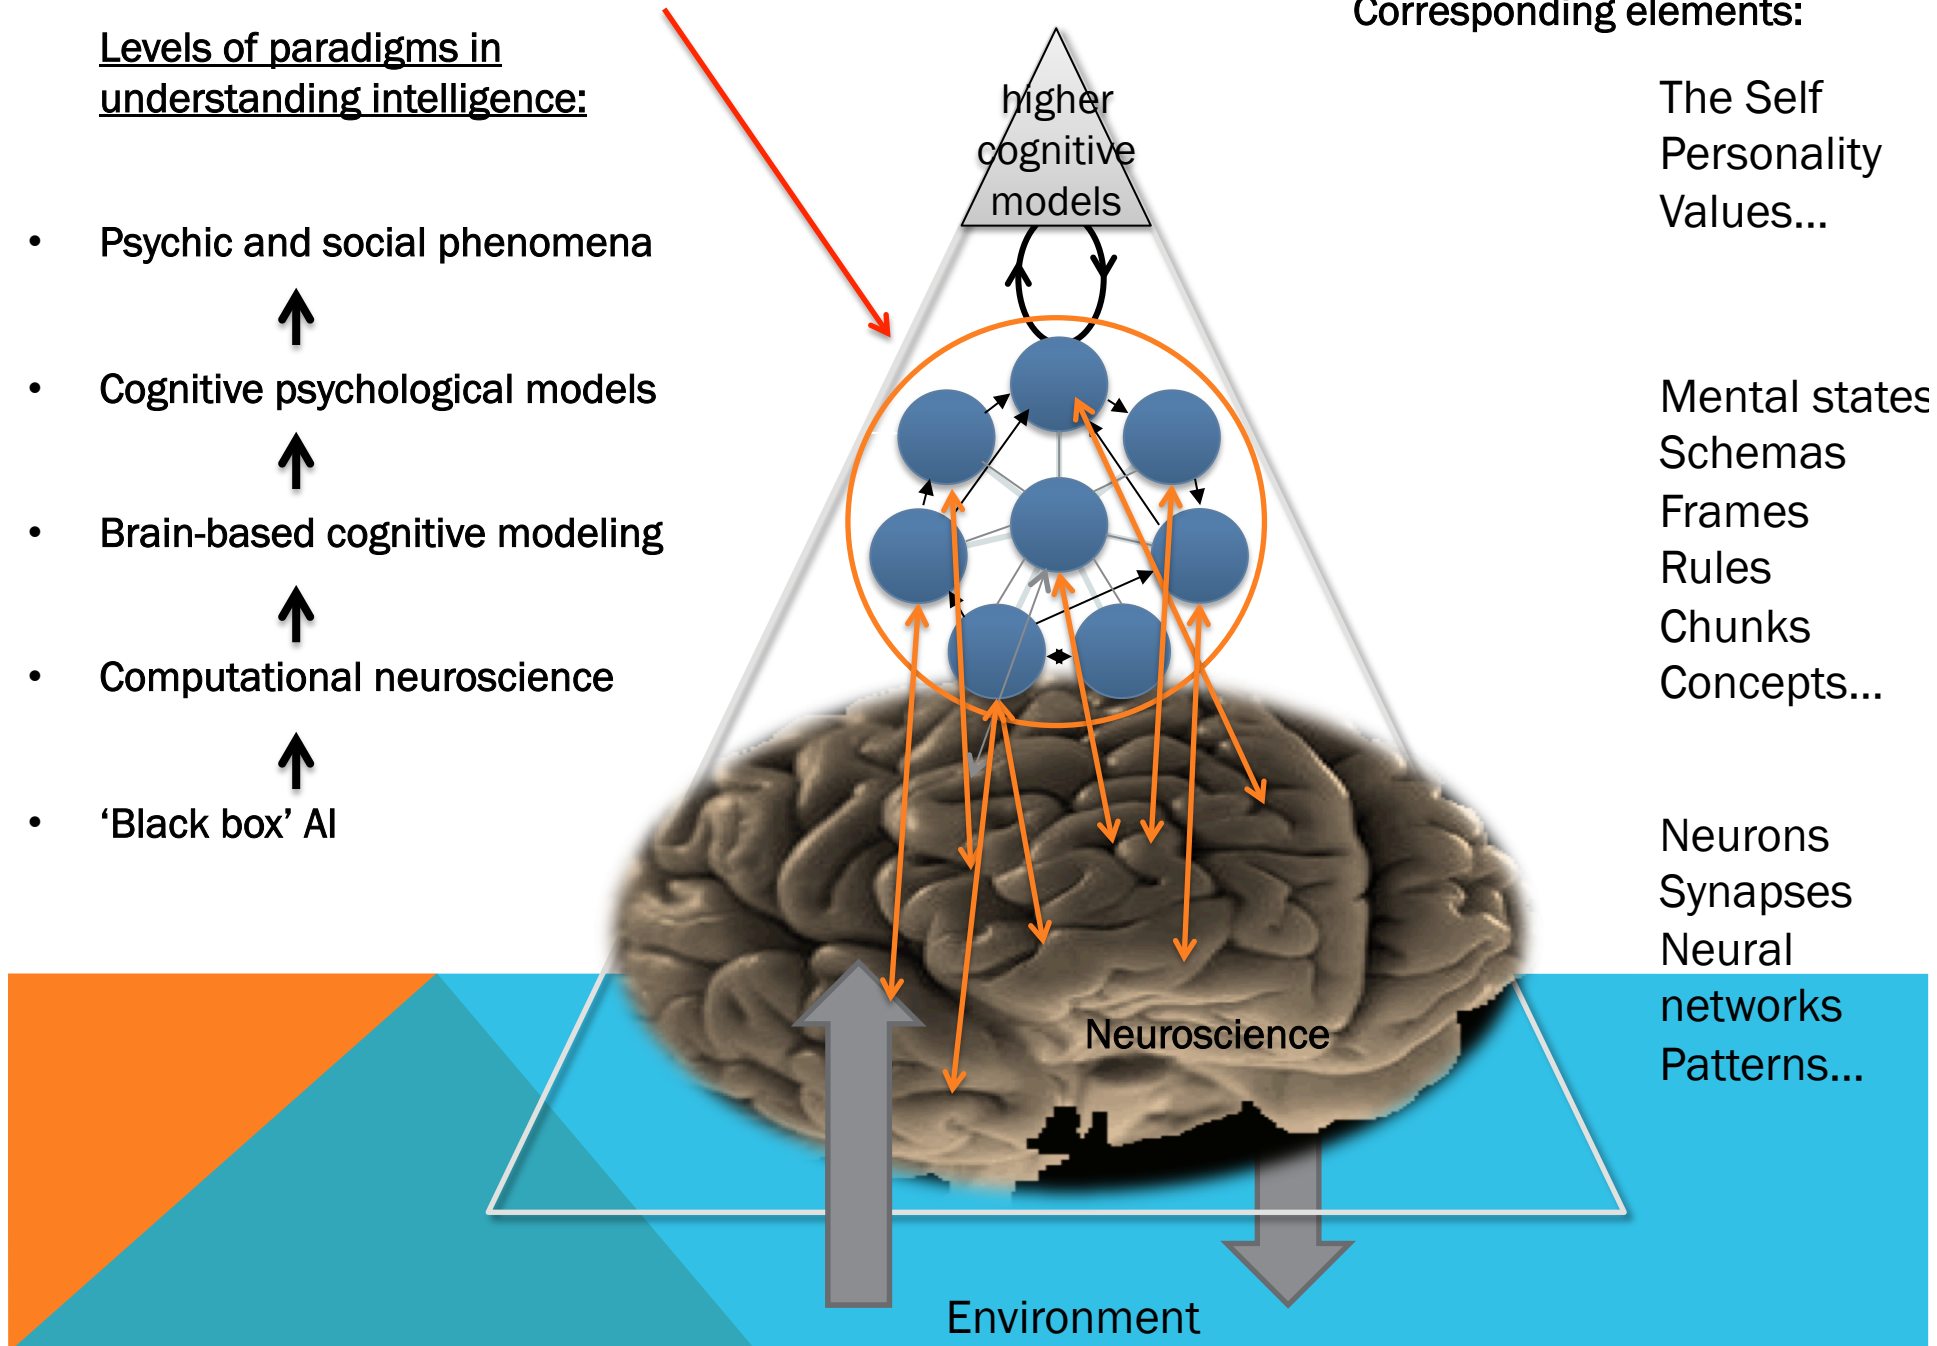 Levels of paradigms in
understanding intelligence:
• Psychic and social phenomena
• Cognitive psychological models
• Brain-based cognitive modeling
• Computational neuroscience
• ‘Black box’ AI
higher
cognitive
models
Neuroscience
Environment
Corresponding elements:
The Self
Personality
Values...
Mental states
Schemas
Frames
Rules
Chunks
Concepts...
Neurons
Synapses
Neural
networks
Patterns...